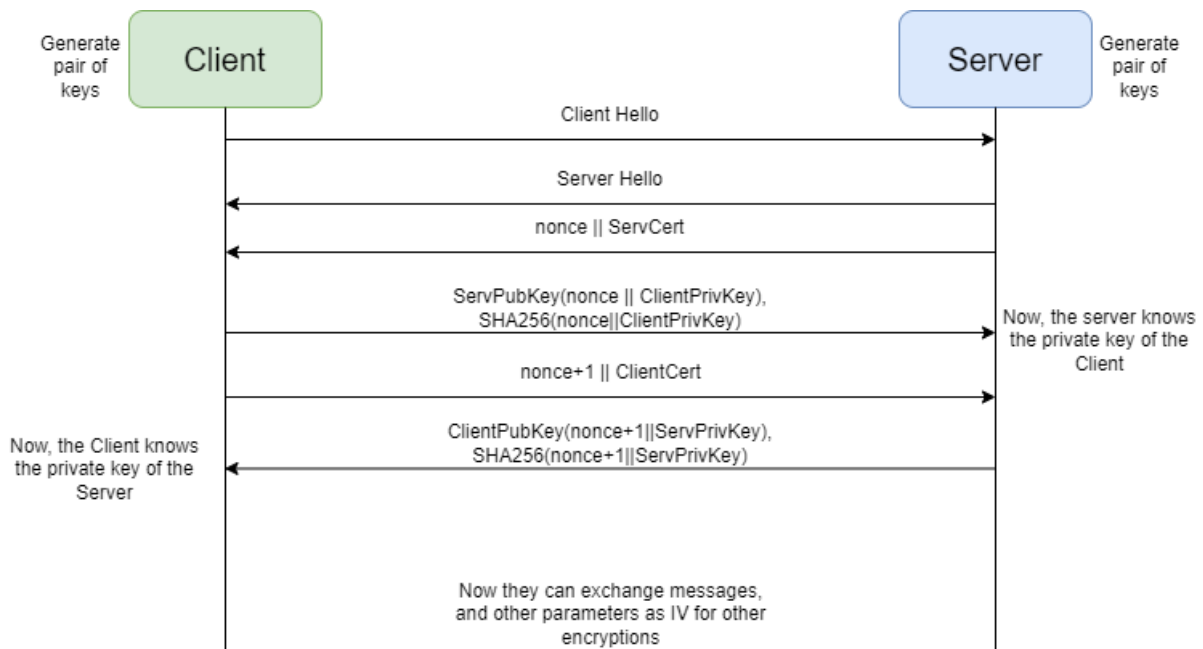 Generate
pair of
keys
Client
Server
Generate
pair of
keys
Client Hello
Server Hello
nonce || ServCert
ServPubKey(nonce || ClientPrivKey),
SHA256(nonce||ClientPrivKey)
Now, the server knows
the private key of the
Client
nonce+1 || ClientCert
Now, the Client knows
the private key of the
Server
ClientPubKey(nonce+1||ServPrivKey),
SHA256(nonce+1||ServPrivKey)
Now they can exchange messages,
and other parameters as IV for other
encryptions